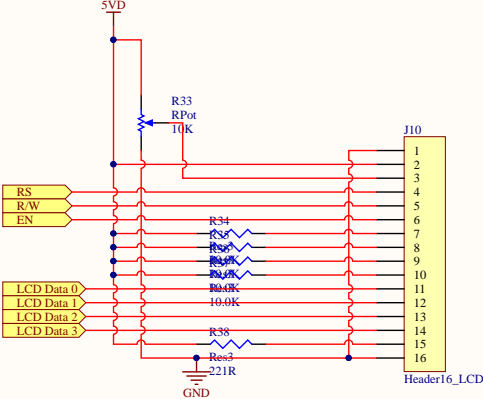 5VD
R33
RPot
10K
J10
1
2
3
RS
4
R/W
5
EN
6
R34
7
R35
8
R36
9
10
LCD Data 0
11
LCD Data 1
10.0K
12
LCD Data 2
13
LCD Data 3
14
R38
15
Res3
16
221R
Header16_LCD
GND